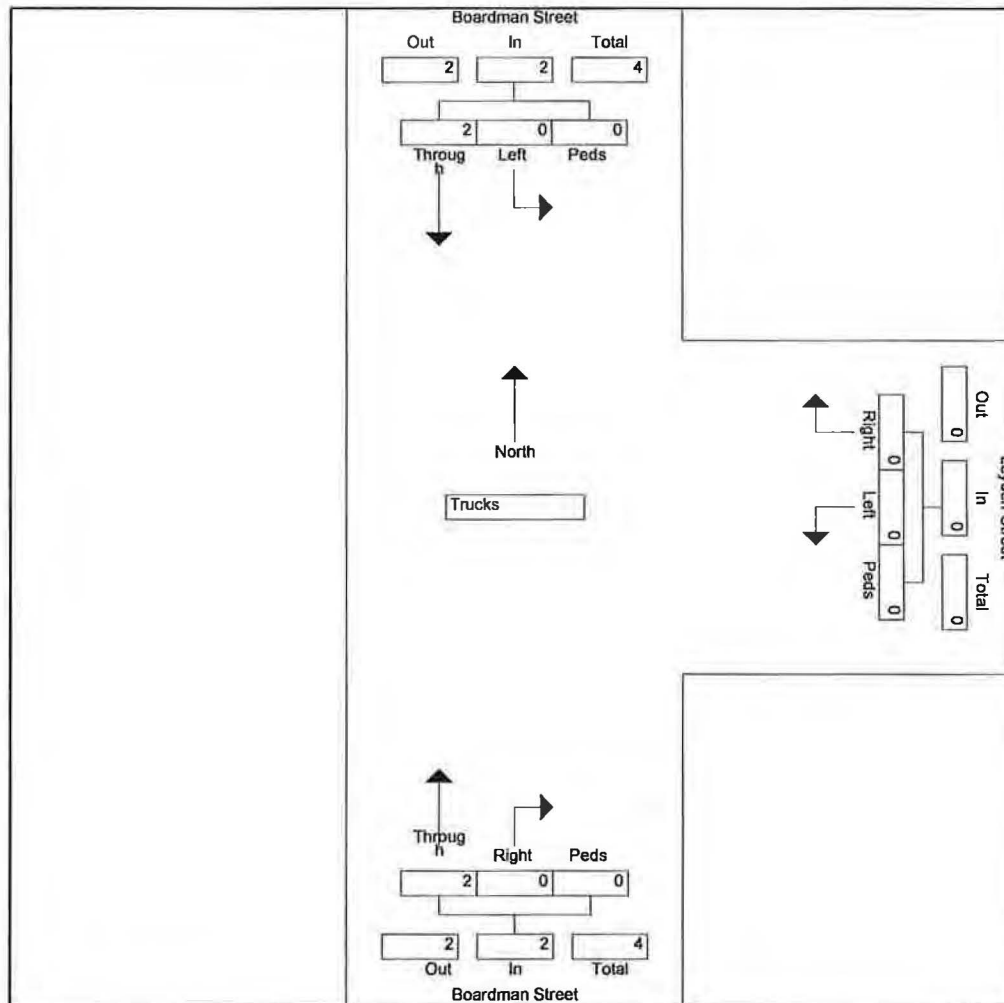 Boardman Street
Out In Total
2 2 4
2 0 0
Throug Left Peds
h
North
Trucks
Out In Total
0 0 0
Right Left Peds
0 0 0
Street
Throug Right Peds
h
2 0 0
2 2 4
Out In Total
Boardman Street